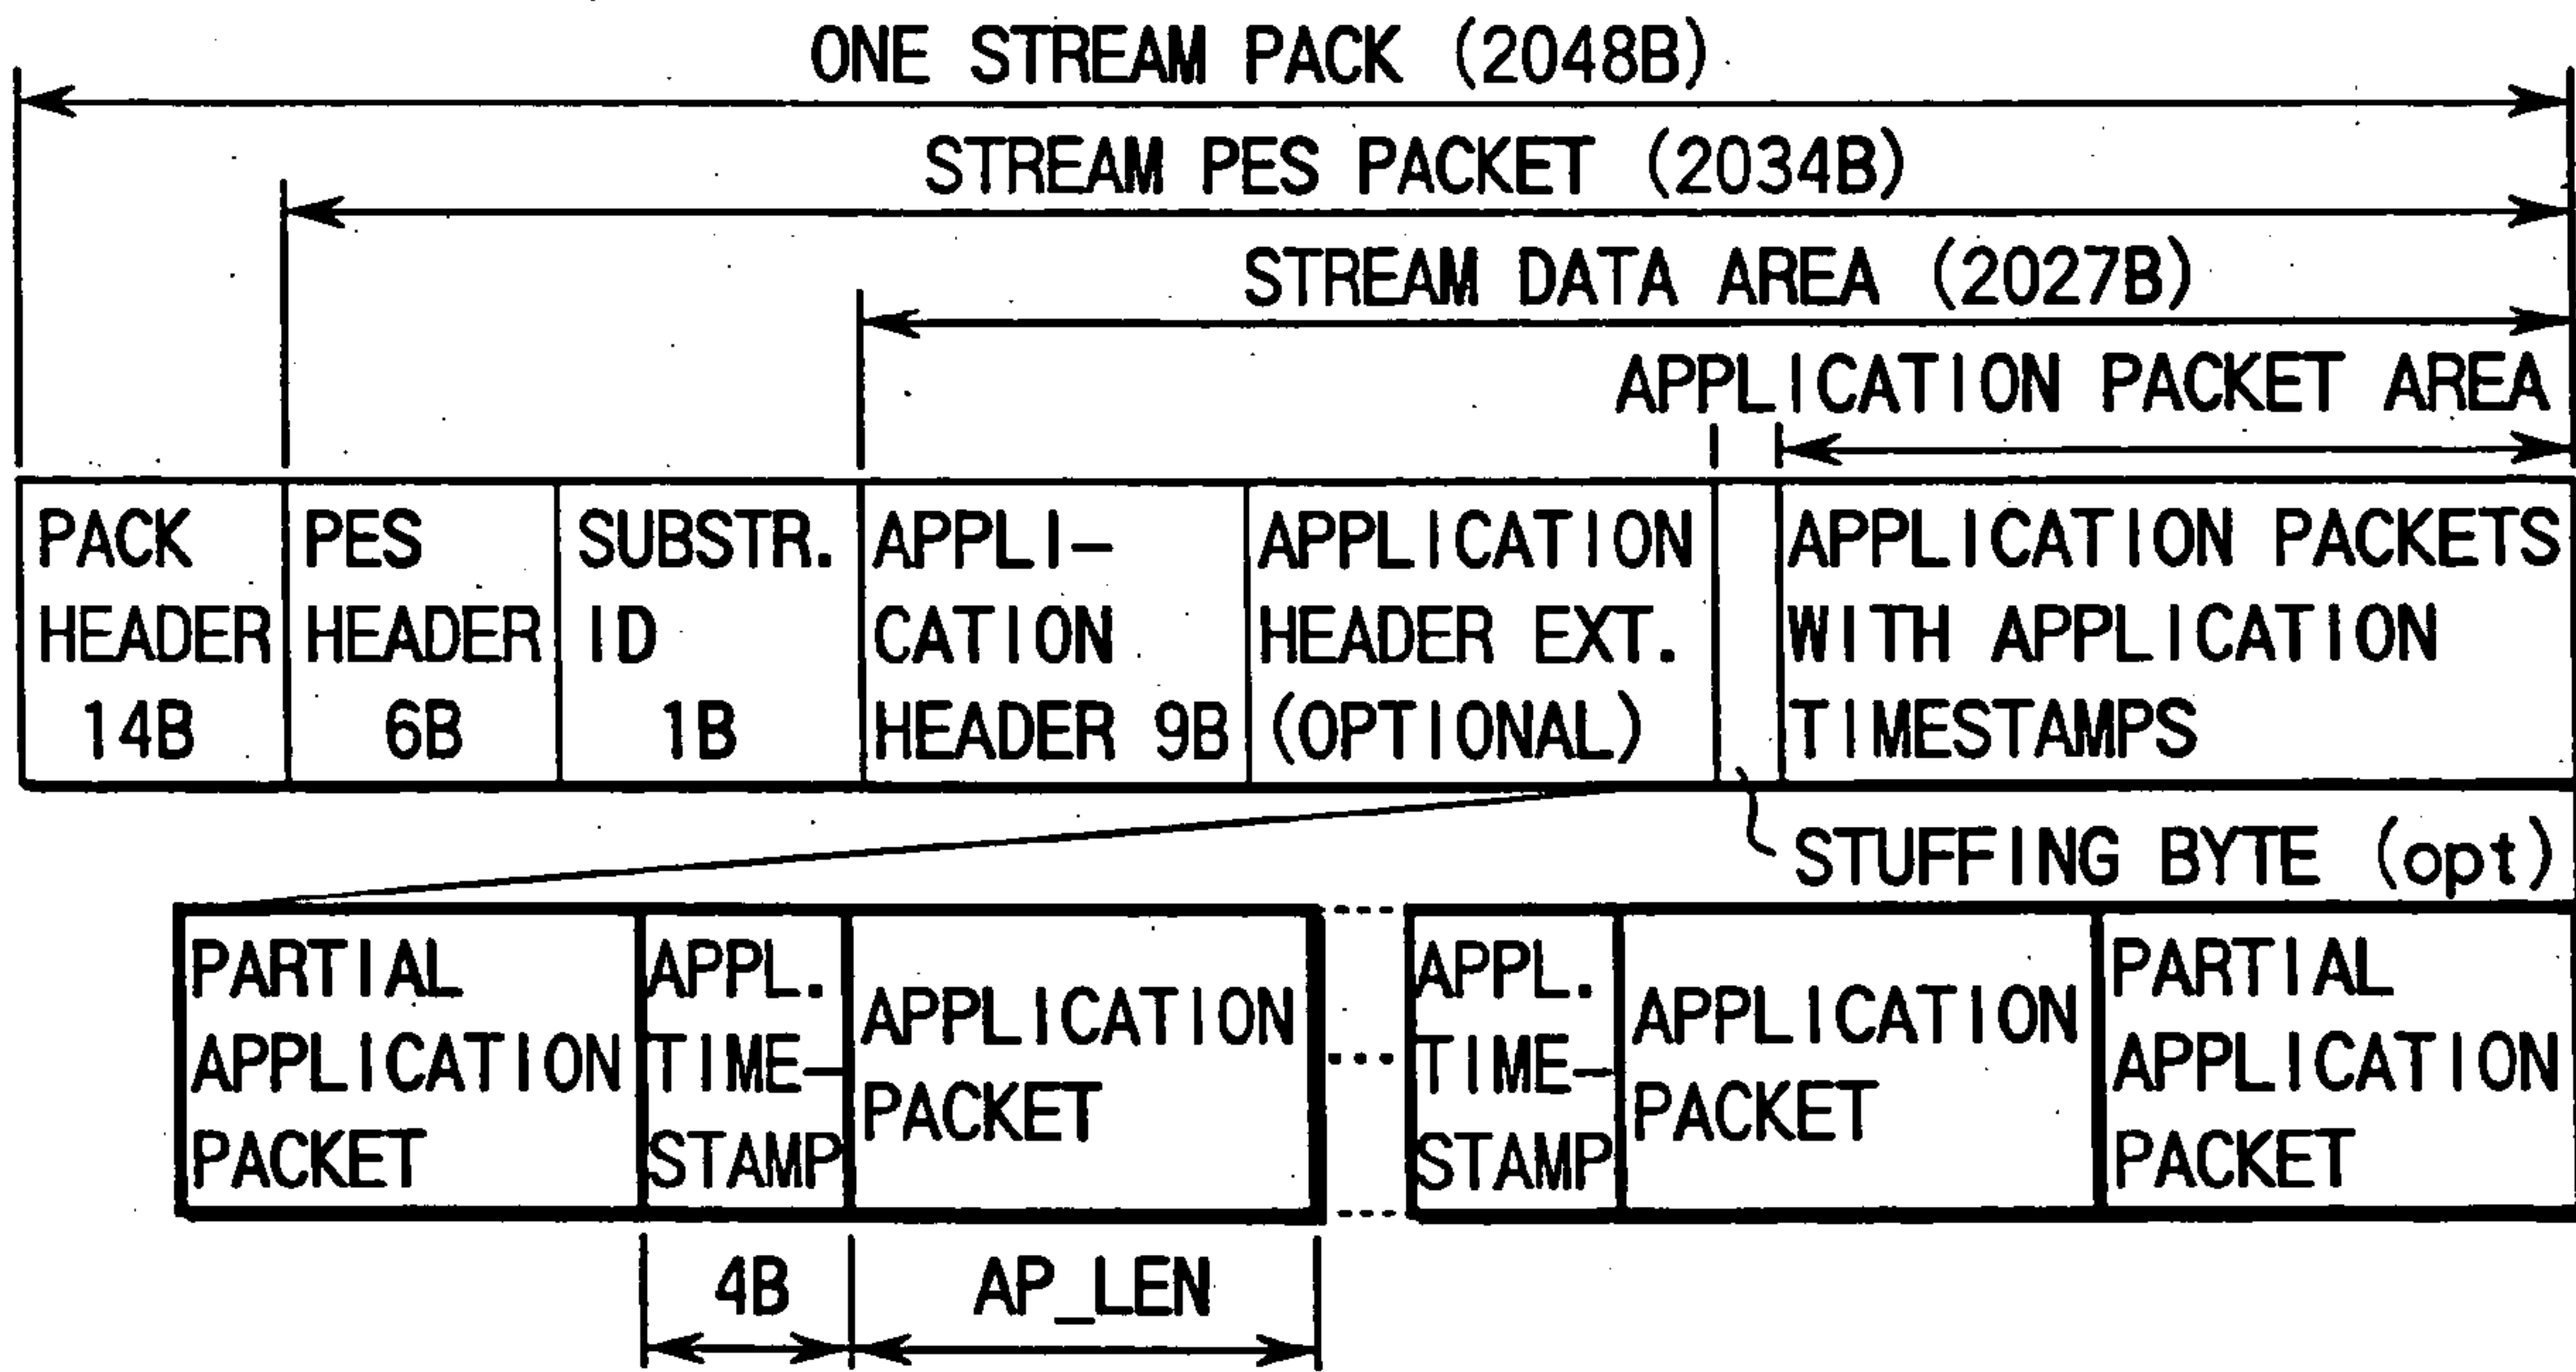 ONE STREAM PACK (2048B)
STREAM PES PACKET (2034B)
STREAM DATA AREA (2027B)
APPLICATION PACKET AREA
PACK
HEADER
14B
PES
HEADER
6B
SUBSTR.
ID
1B
APPLI-
CATION
HEADER 9B
APPLICATION
HEADER EXT.
(OPTIONAL)
APPLICATION PACKETS
WITH APPLICATION
TIMESTAMPS
STUFFING BYTE (opt)
PARTIAL
APPLICATION
PACKET
APPL.
TIME-
STAMP
APPLICATION
PACKET
...
APPL.
TIME-
STAMP
APPLICATION
PACKET
PARTIAL
APPLICATION
PACKET
4B
AP_LEN